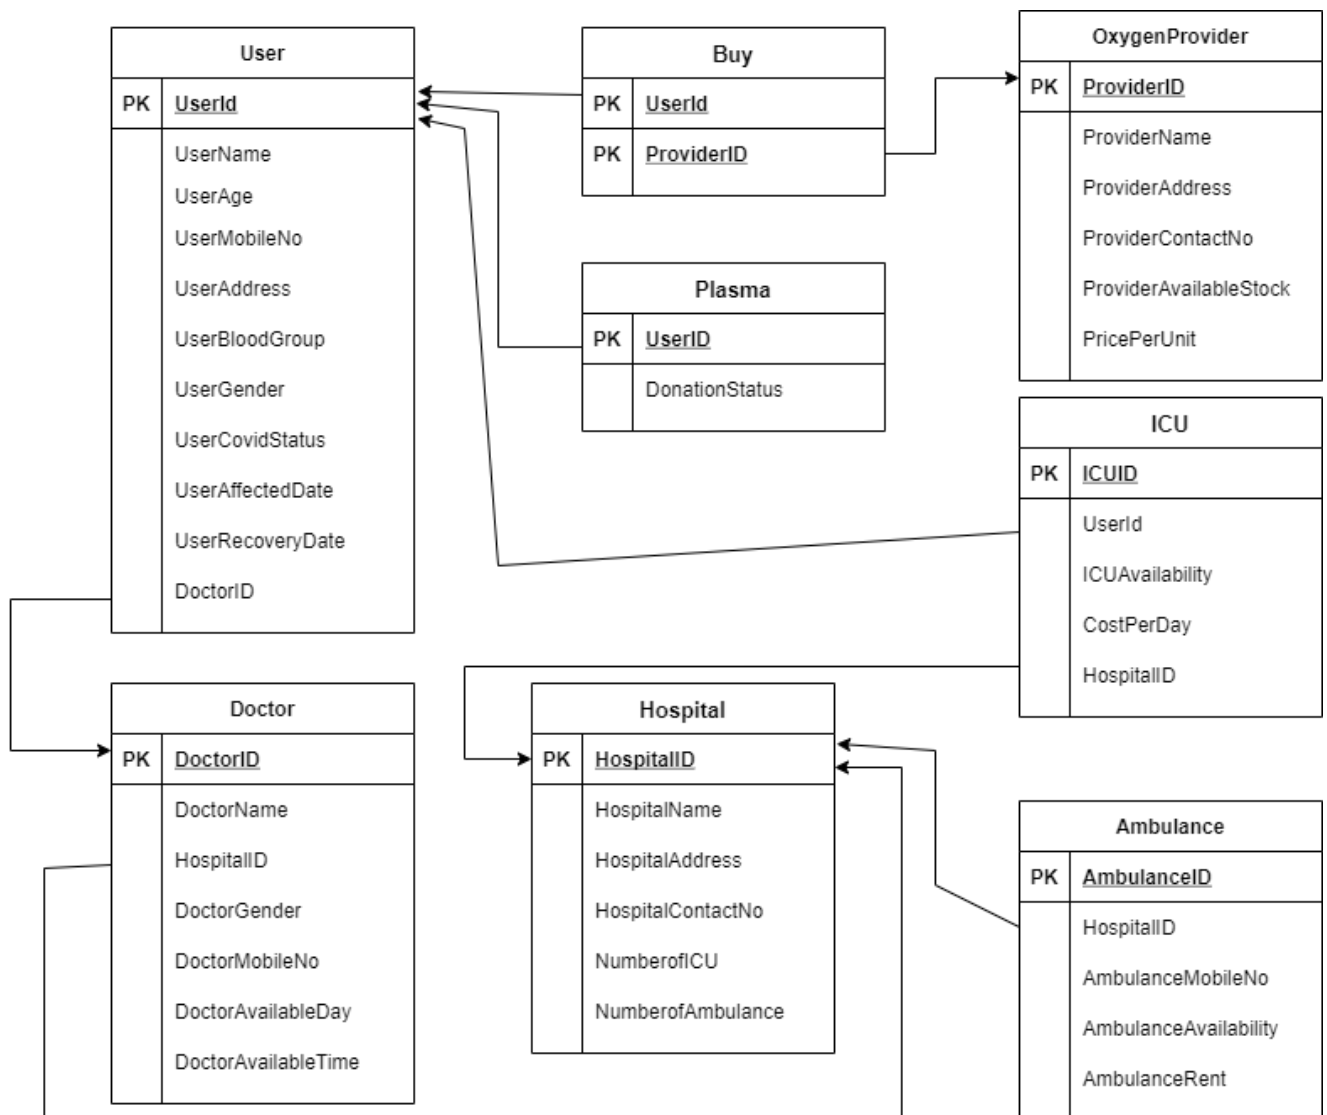 User
PK UserId
UserName
UserAge
UserMobileNo
UserAddress
UserBloodGroup
UserGender
UserCovidStatus
UserAffectedDate
UserRecoveryDate
DoctorID
Buy
PK UserId
PK ProviderID
OxygenProvider
PK ProviderID
ProviderName
ProviderAddress
ProviderContactNo
ProviderAvailableStock
PricePerUnit
Plasma
PK UserID
DonationStatus
ICU
PK ICUID
UserId
ICUAvailability
CostPerDay
HospitalID
Doctor
PK DoctorID
DoctorName
HospitalID
DoctorGender
DoctorMobileNo
DoctorAvailableDay
DoctorAvailableTime
Hospital
PK HospitalID
HospitalName
HospitalAddress
HospitalContactNo
NumberofICU
NumberofAmbulance
Ambulance
PK AmbulanceID
HospitalID
AmbulanceMobileNo
AmbulanceAvailability
AmbulanceRent